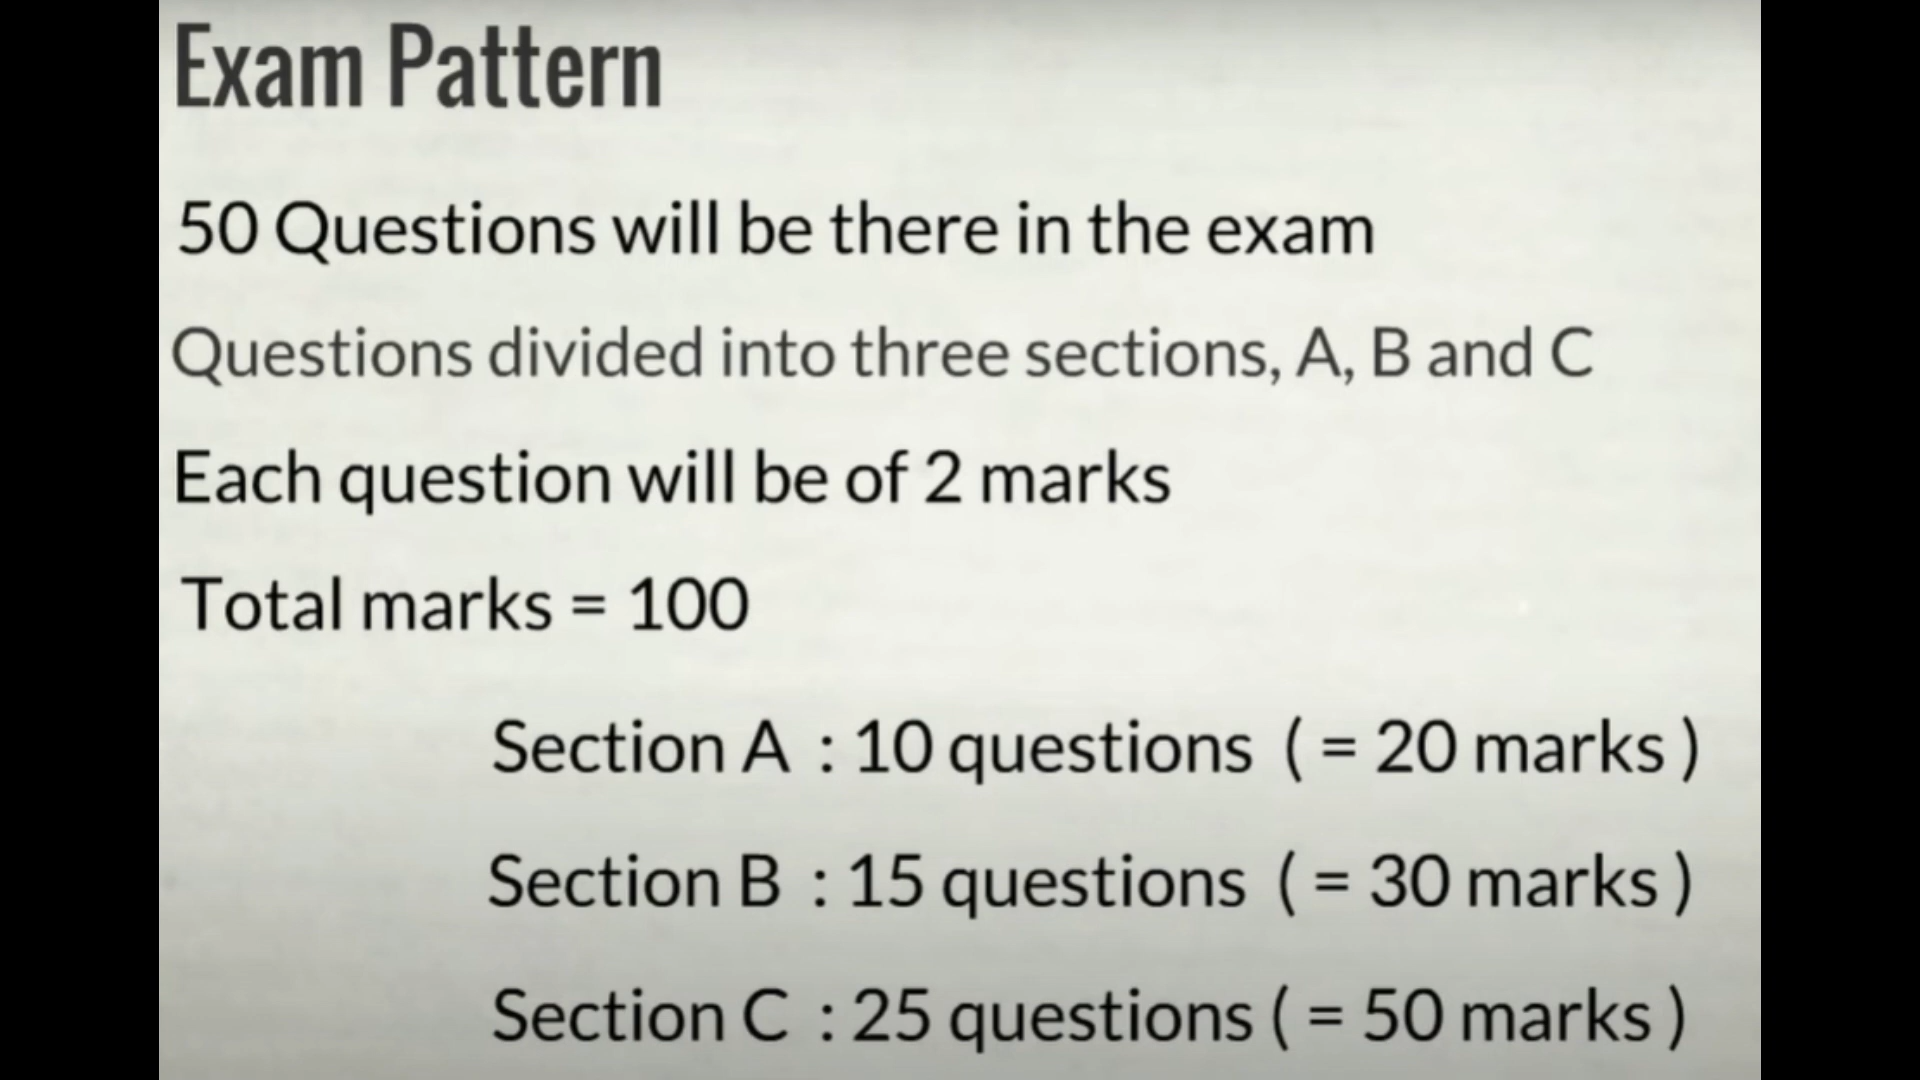 Exam Pattern
50 Questions will be there in the exam
Questions divided into three sections, A, B and C
Each question will be of 2 marks
Total marks = 100
Section A : 10 questions ( = 20 marks )
Section B : 15 questions ( = 30 marks )
Section C : 25 questions ( = 50 marks )